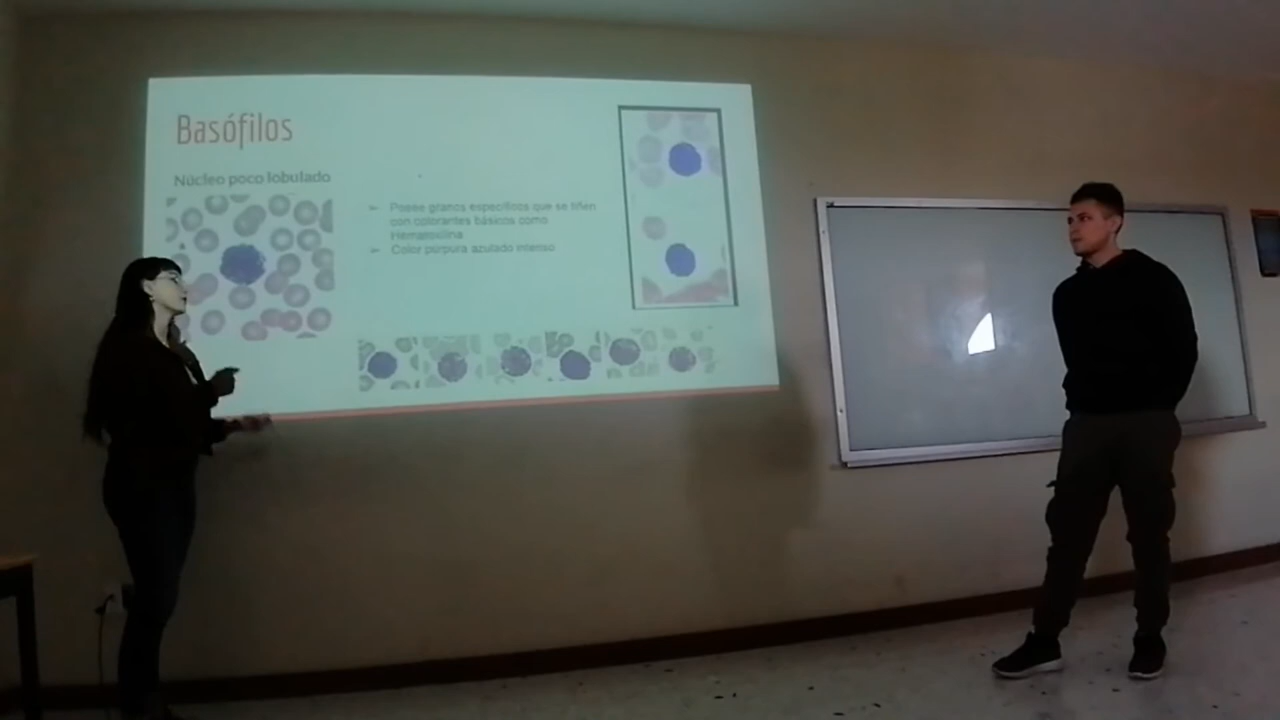 Basófilos
Núcleo poco lobulado
Posee granos específicos que se tiñen
con colorantes básicos como
Hematoxilina
Color púrpura azulado intenso